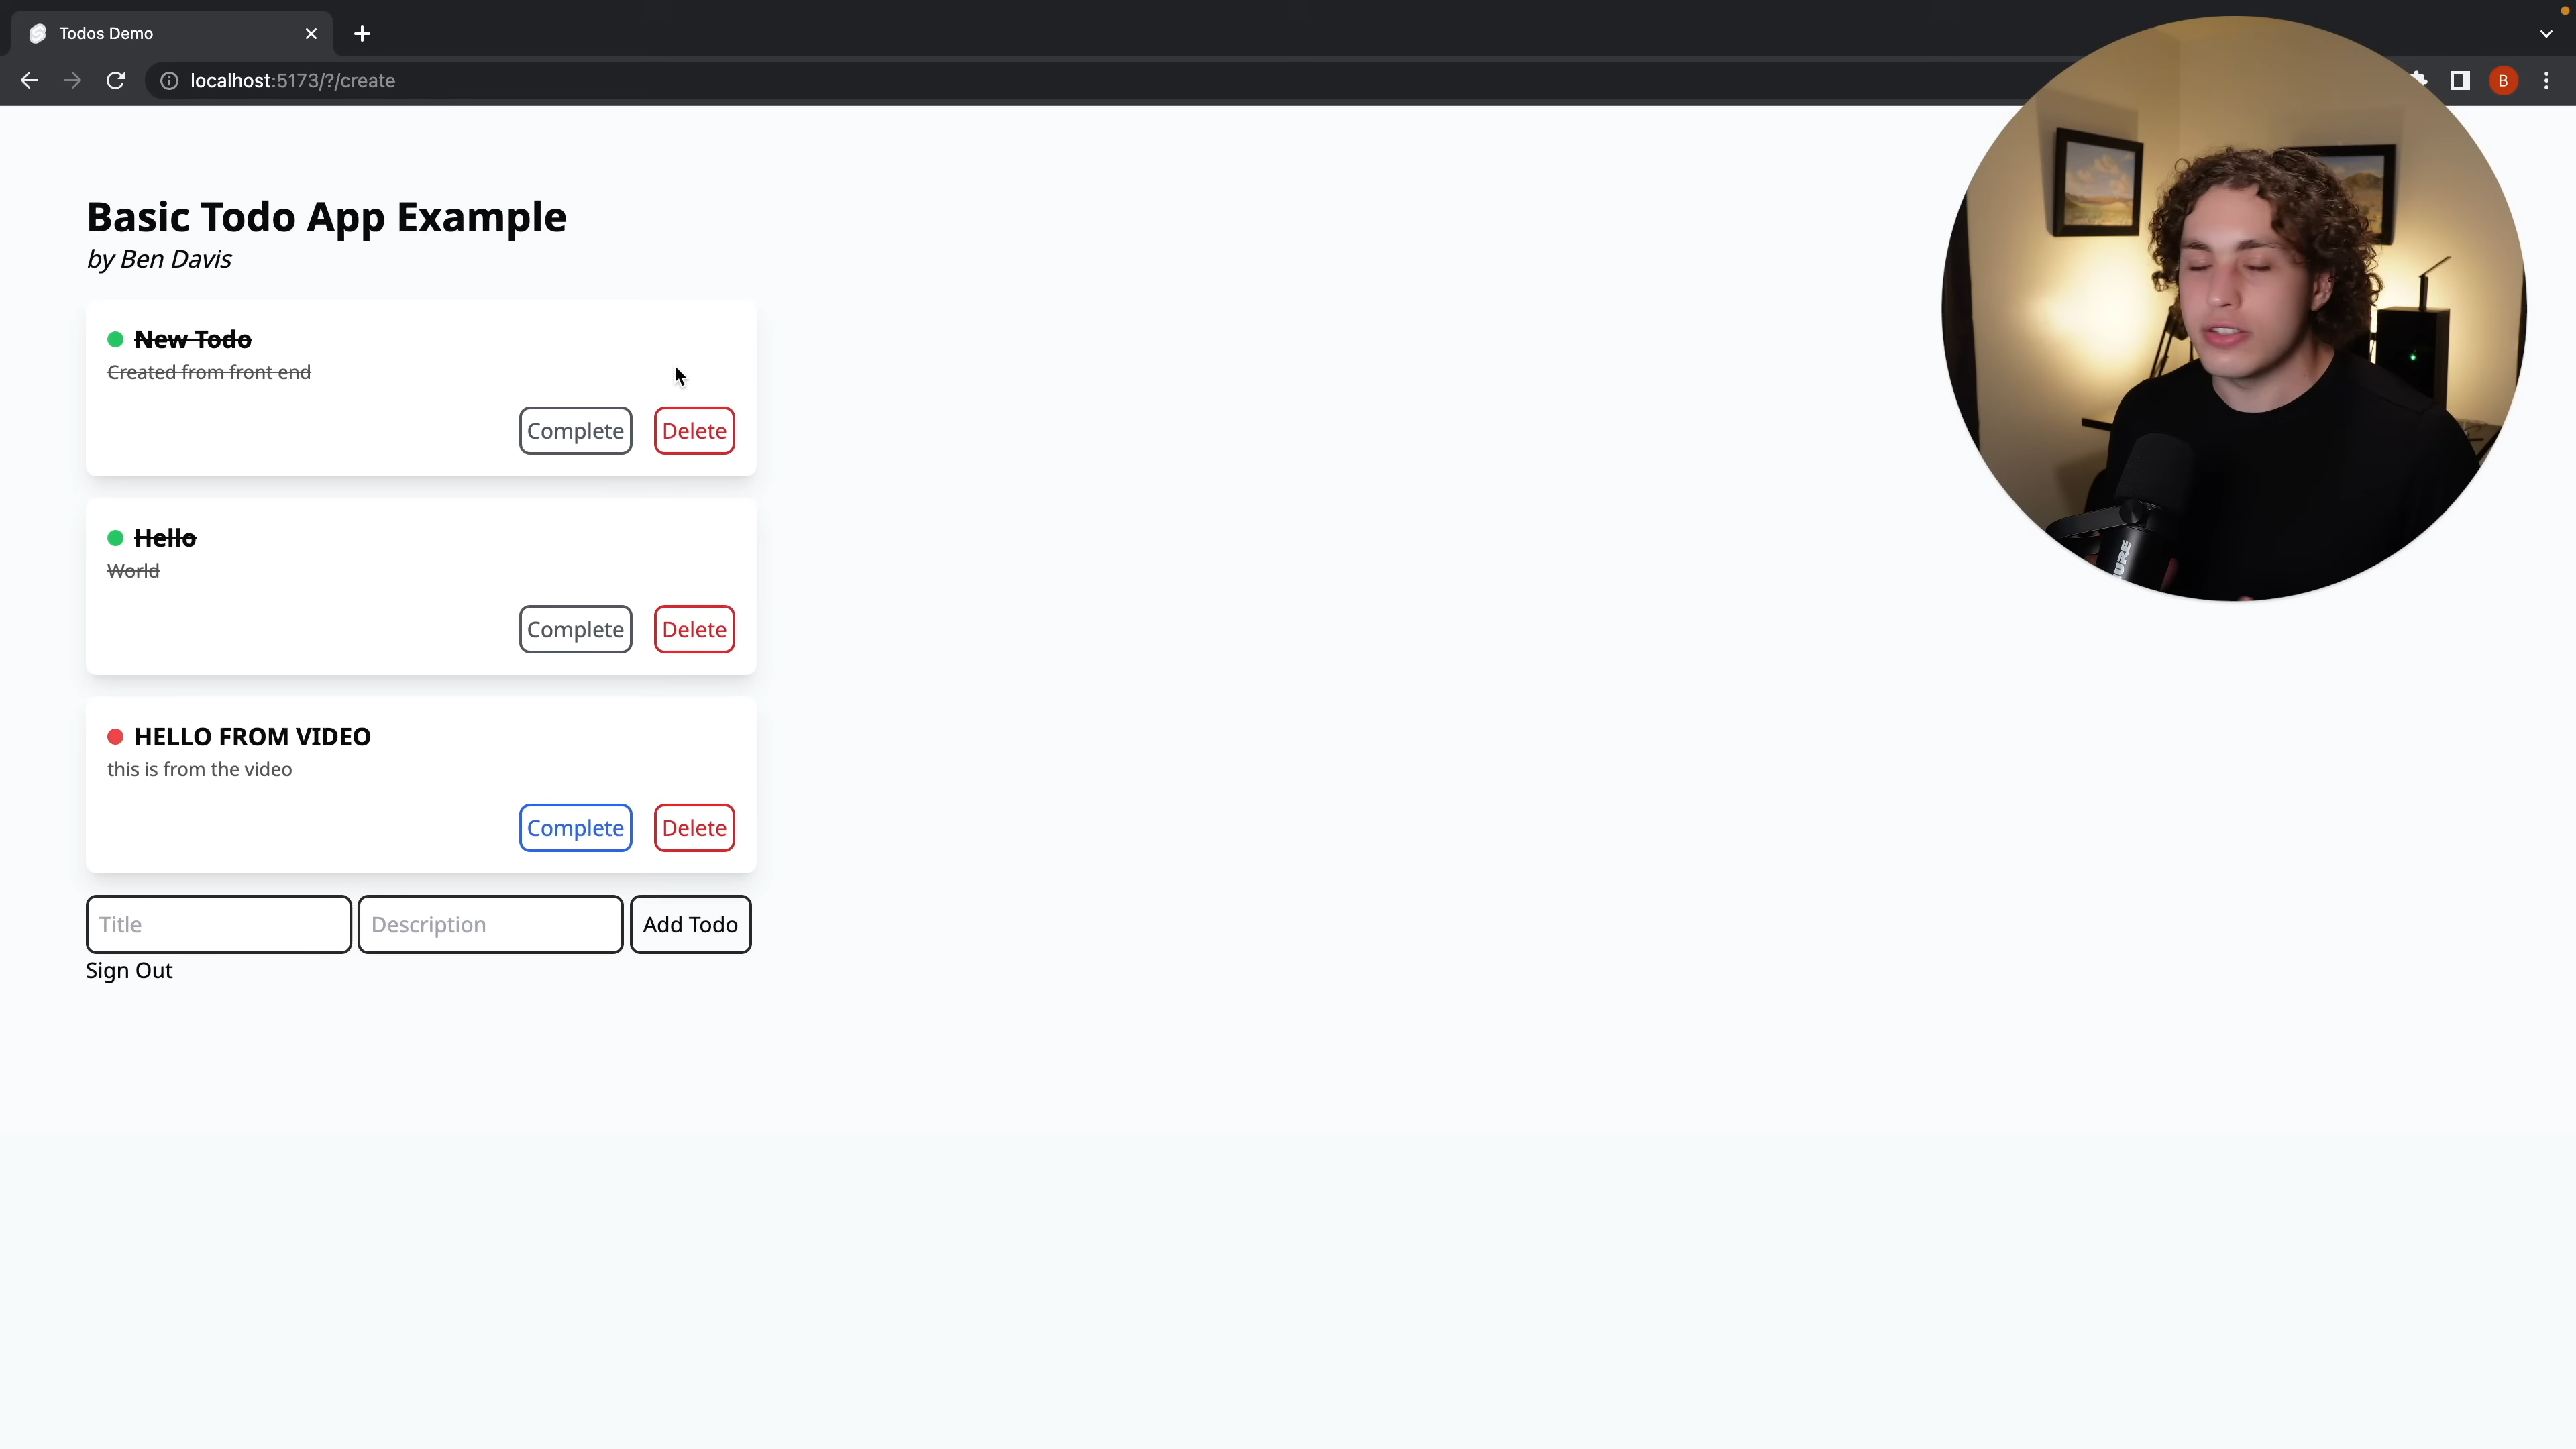 Todos Demo
localhost:5173/?/create
B
Basic Todo App Example
by Ben Davis
New Todo
Created from front end
Complete Delete
Hello
World
Complete Delete
HELLO FROM VIDEO
this is from the video
Complete Delete
Title Description Add Todo
Sign Out